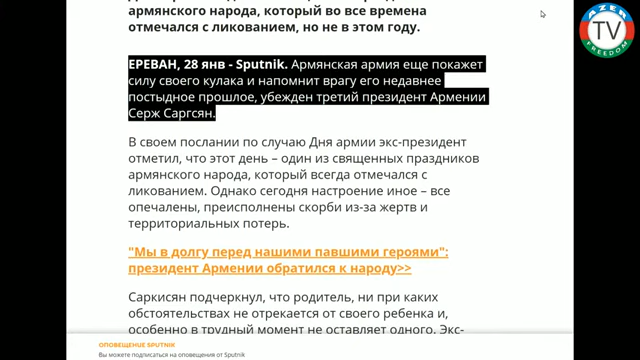 армянского народа, который во все времена
отмечался с ликованием, но не в этом году.
ЕРЕВАН, 28 янв - Sputnik. Армянская армия еще покажет
силу своего кулака и напомнит врагу его недавнее
постыдное прошлое, убежден третий президент Армении
Серж Саргсян.
В своем послании по случаю Дня армии экс-президент
отметил, что этот день – один из священных праздников
армянского народа, который всегда отмечался с
ликованием. Однако сегодня настроение иное – все
опечалены, преисполнены скорби из-за жертв и
территориальных потерь.
"Мы в долгу перед нашими павшими героями":
президент Армении обратился к народу>>
Саркисян подчеркнул, что родитель, ни при каких
обстоятельствах не отрекается от своего ребенка и,
особенно в трудный момент не оставляет одного. Экс-
ОПОВЕЩЕНИЕ SPUTNIK
Вы можете подписаться на оповещения от Sputnik
AZER
TV
FREEDOM